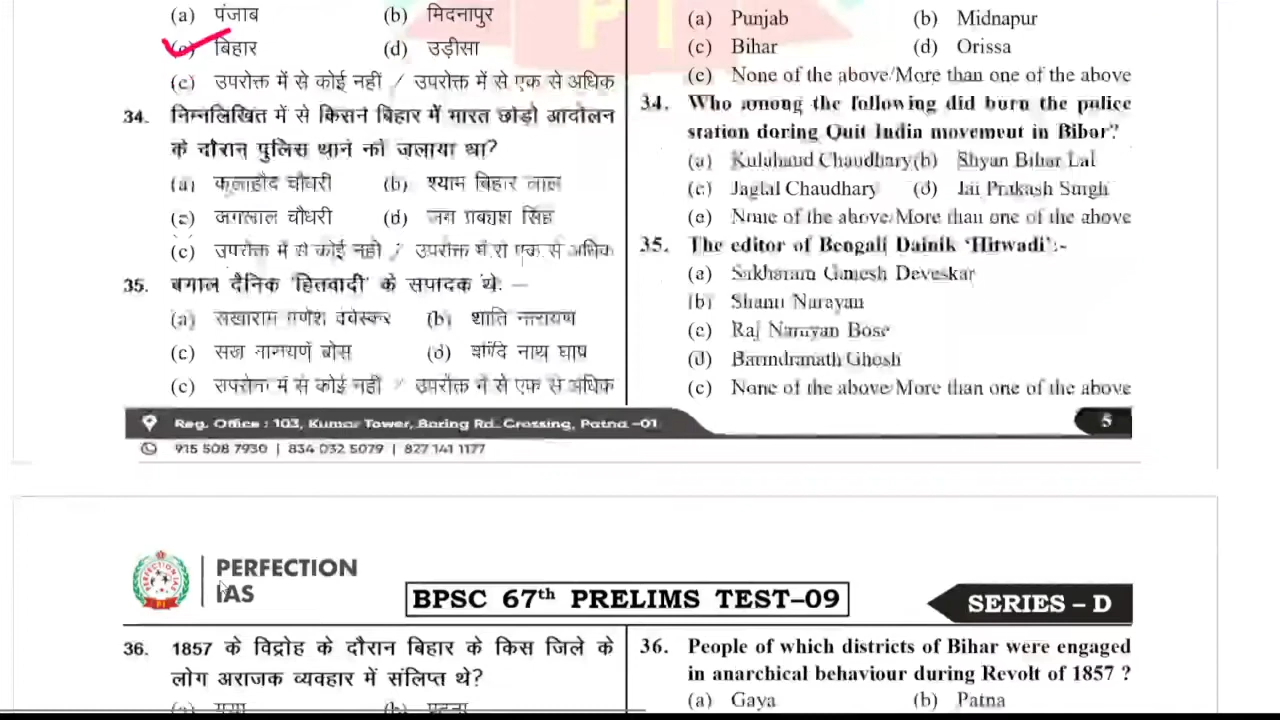 (a) पंजाब (b) मिदनापुर
बिहार (d) उड़ीसा
(e) उपरोक्त में से कोई नहीं / उपरोक्त में से एक से अधिक
34. निम्नलिखित में से किसने बिहार में भारत छोड़ो आंदोलन
के दौरान पुलिस थाने को जलाया था?
(a) चौधरी (b) श्याम बिहार लाल
(c) जगलाल चौधरी (d) सिंह
(e) उपरोक्त में से कोई नहीं / उपरोक्त में से एक से अधिक
35. बंगाल दैनिक 'हितवादी' के संपादक थे: —
(a) सखाराम गणेश देवेस्कर (b) शांति नारायण
(c) बोस (d) नाथ घोष
(e) उपरोक्त में से कोई नहीं / उपरोक्त में से एक से अधिक
(a) Punjab (b) Midnapur
(c) Bihar (d) Orissa
(e) None of the above/More than one of the above
34. Who among the following did burn the police
station during Quit India movement in Bihar?
(a) Chaudhary (b) Shyan Bihar Lal
(c) Jaglal Chaudhary (d) Jai Prakash Singh
(e) None of the above/More than one of the above
35. The editor of Bengali Dainik 'Hitwadi':-
(a) Sakharam Ganesh Deveskar
(b) Narayan
(c) Raj Narayan Bose
(d) Barindranath Ghosh
(e) None of the above/More than one of the above
Reg. Office : 103, Kumar Tower, Boring Rd. Crossing, Patna -01
5
915 508 7930 | 834 032 5079 | 827 141 1177
PERFECTION
IAS
BPSC 67th PRELIMS TEST–09
SERIES – D
36. 1857 के विद्रोह के दौरान बिहार के किस जिले के
लोग अराजक व्यवहार में संलिप्त थे?
(a) गया (b) पटना
36. People of which districts of Bihar were engaged
in anarchical behaviour during Revolt of 1857 ?
(a) Gaya (b) Patna